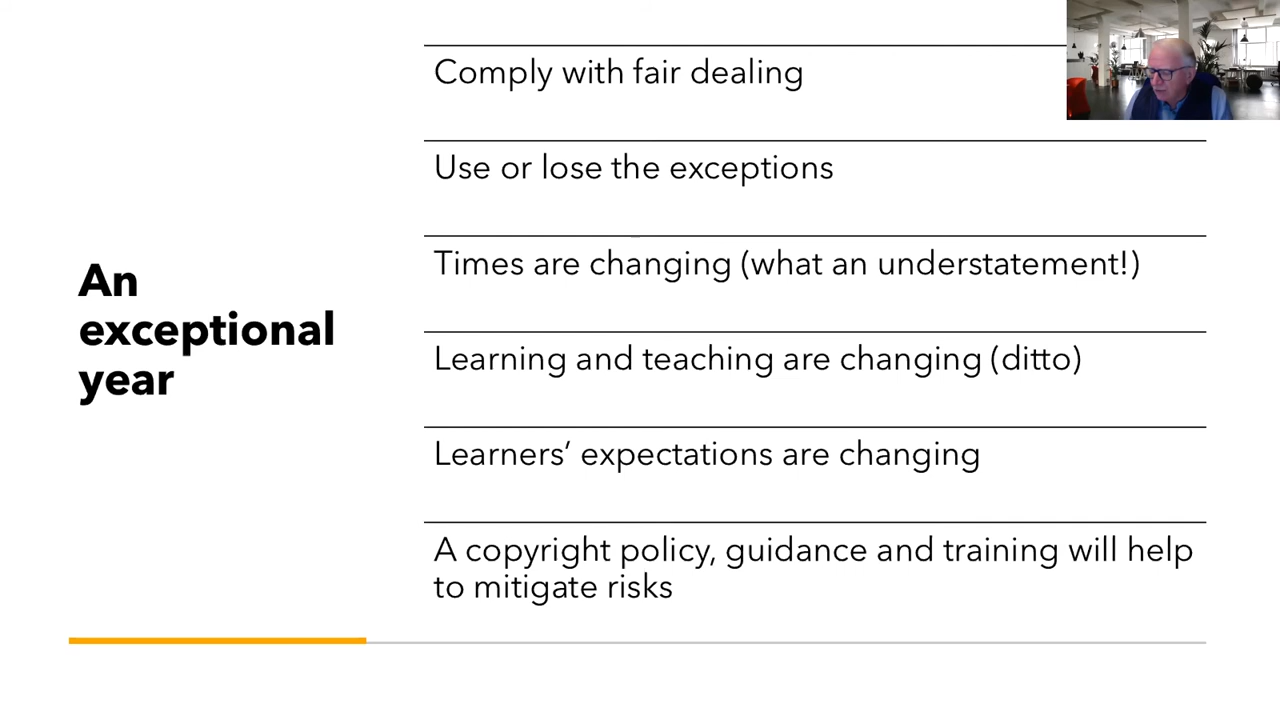 An
exceptional
year
Comply with fair dealing
Use or lose the exceptions
Times are changing (what an understatement!)
Learning and teaching are changing (ditto)
Learners’ expectations are changing
A copyright policy, guidance and training will help
to mitigate risks